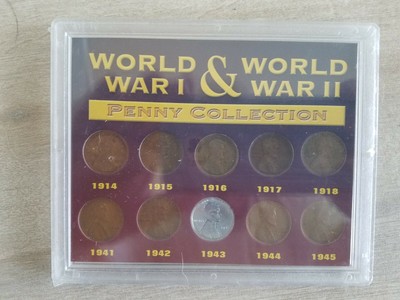 WORLD WAR I & WORLD WAR II
PENNY COLLECTION
1914 1915 1916 1917 1918
1941 1942 1943 1944 1945